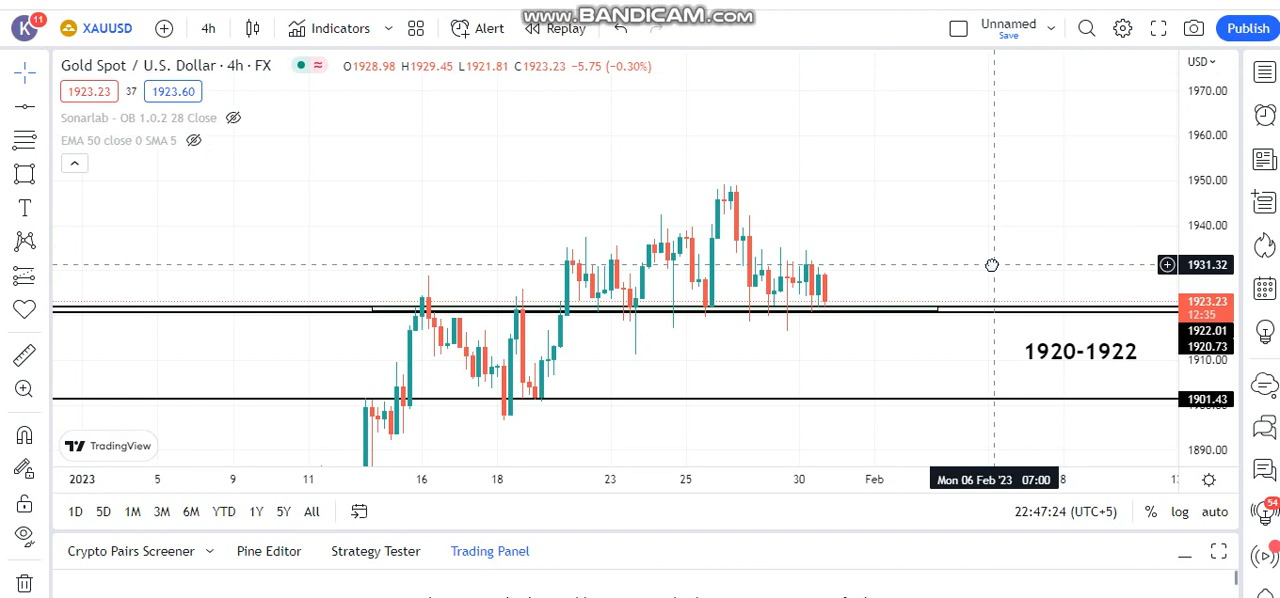 www.BANDICAM.com
K 11 XAUUSD 4h Indicators Alert Replay Unnamed Save Publish
Gold Spot / U.S. Dollar · 4h · FX O1928.98 H1929.45 L1921.81 C1923.23 −5.75 (−0.30%) USD
1923.23 37 1923.60
1970.00
Sonarlab - OB 1.0.2 28 Close
EMA 50 close 0 SMA 5
1960.00
1950.00
1940.00
1931.32
1923.23
12:35
1922.01
1920.73
1920-1922
1910.00
1901.43
TradingView
1890.00
2023 5 9 11 16 18 23 25 30 Feb Mon 06 Feb '23 07:00 8
1D 5D 1M 3M 6M YTD 1Y 5Y All 22:47:24 (UTC+5) % log auto
54
Crypto Pairs Screener Pine Editor Strategy Tester Trading Panel